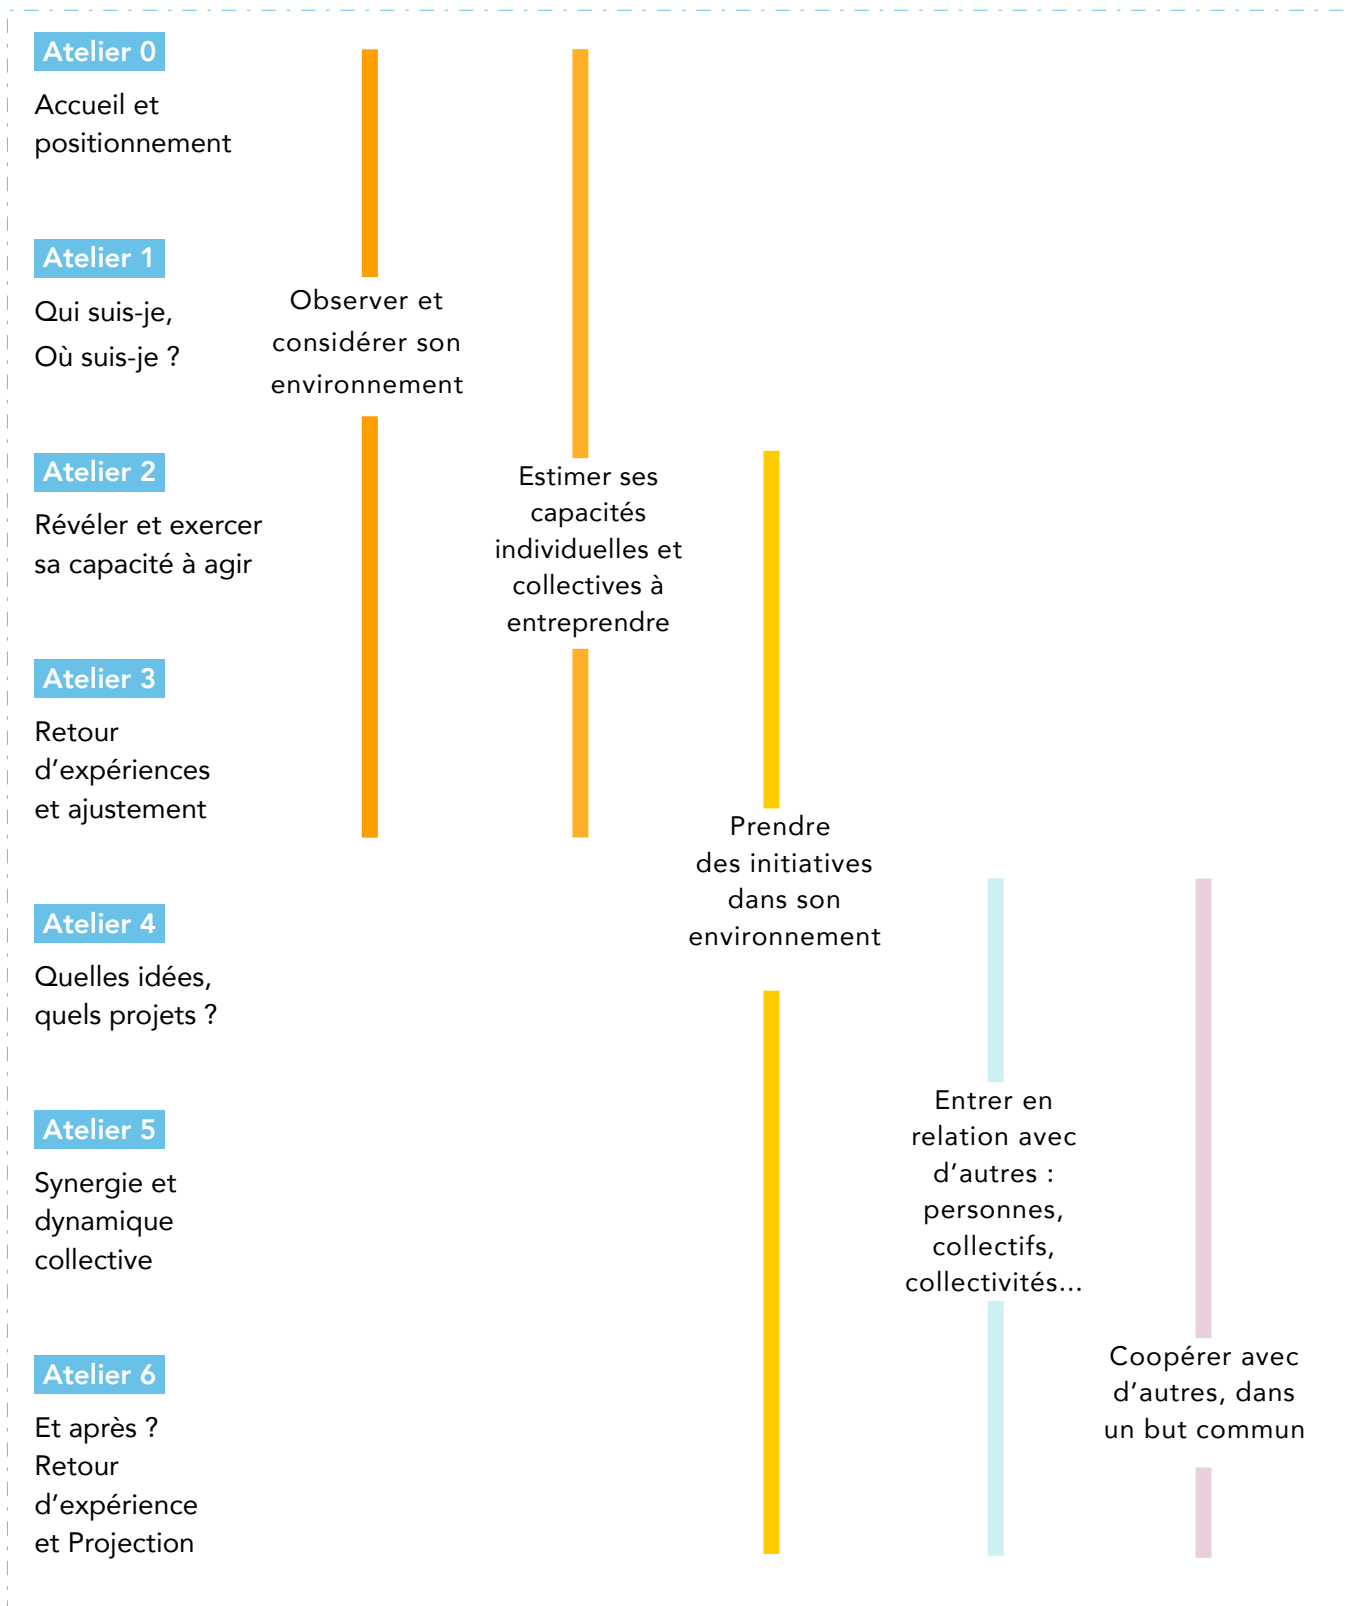 Atelier 0
Accueil et
positionnement
Atelier 1
Qui suis-je,
Où suis-je ?
Atelier 2
Révéler et exercer
sa capacité à agir
Atelier 3
Retour
d’expériences
et ajustement
Atelier 4
Quelles idées,
quels projets ?
Atelier 5
Synergie et
dynamique
collective
Atelier 6
Et après ?
Retour
d’expérience
et Projection
Observer et
considérer son
environnement
Estimer ses
capacités
individuelles et
collectives à
entreprendre
Prendre
des initiatives
dans son
environnement
Entrer en
relation avec
d’autres :
personnes,
collectifs,
collectivités...
Coopérer avec
d’autres, dans
un but commun